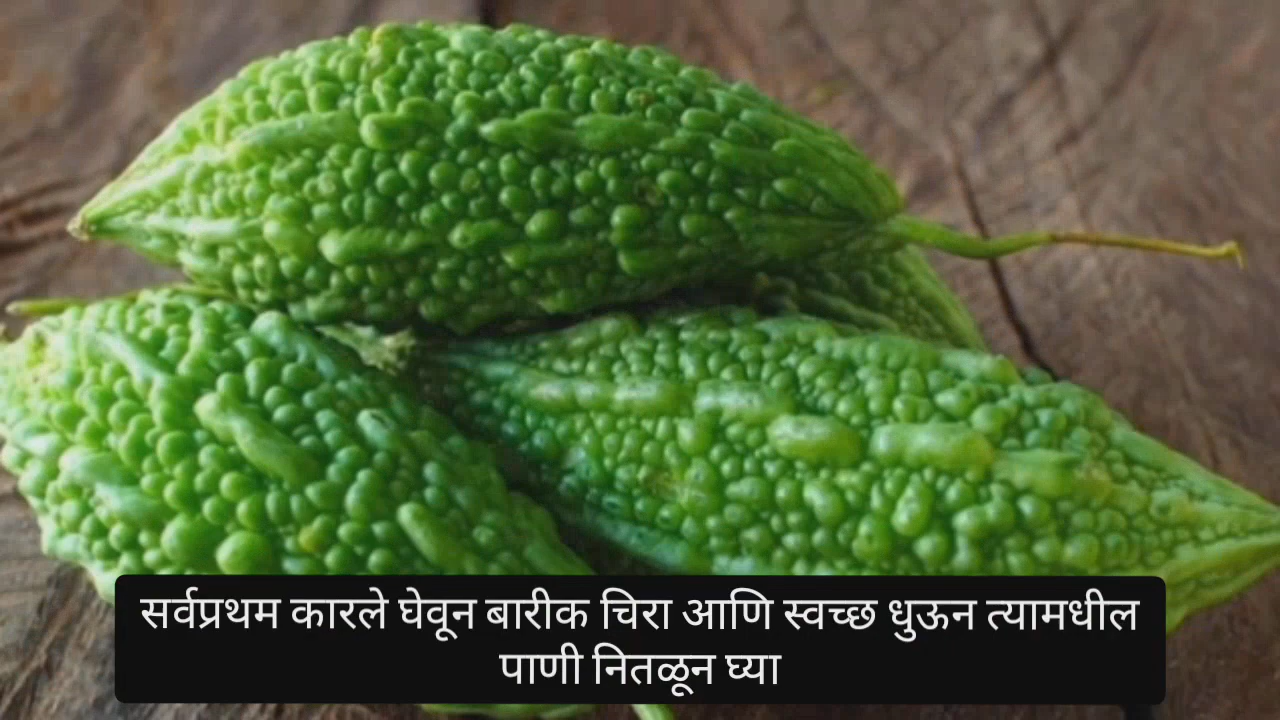 सर्वप्रथम कारले घेवून बारीक चिरा आणि स्वच्छ धुऊन त्यामधील
पाणी नितळून घ्या